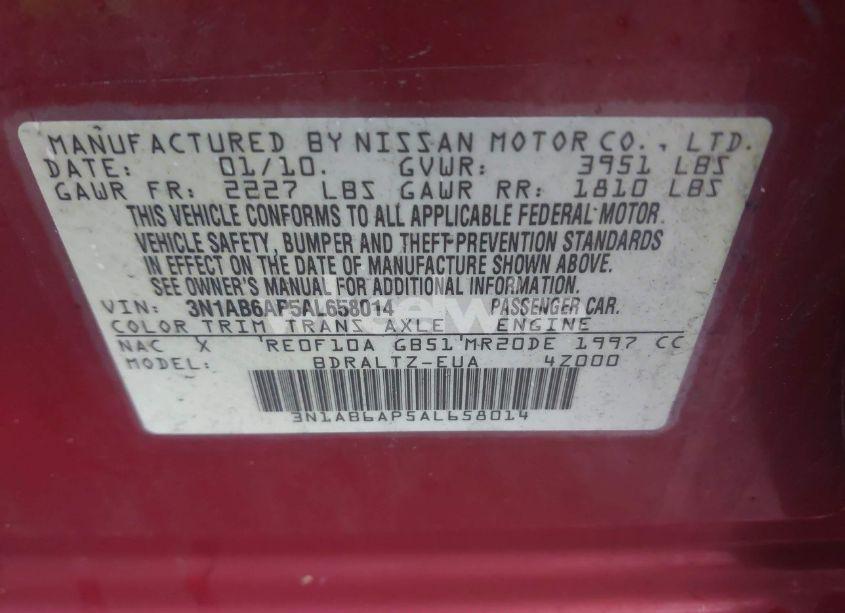 MANUFACTURED BY NISSAN MOTOR CO., LTD.
DATE: 01/10. GVWR: 3951 LBS
GAWR FR: 2227 LBS GAWR RR: 1810 LBS
THIS VEHICLE CONFORMS TO ALL APPLICABLE FEDERAL MOTOR
VEHICLE SAFETY, BUMPER AND THEFT PREVENTION STANDARDS
IN EFFECT ON THE DATE OF MANUFACTURE SHOWN ABOVE.
SEE OWNER'S MANUAL FOR ADDITIONAL INFORMATION.
VIN: 3N1AB6AP5AL658014 PASSENGER CAR.
COLOR TRIM TRANS AXLE ENGINE
NAC X 'RE0F10A GB51'MR20DE 1997 CC
MODEL: BDRALTZ-EUA 4Z000
3N1AB6AP5AL658014